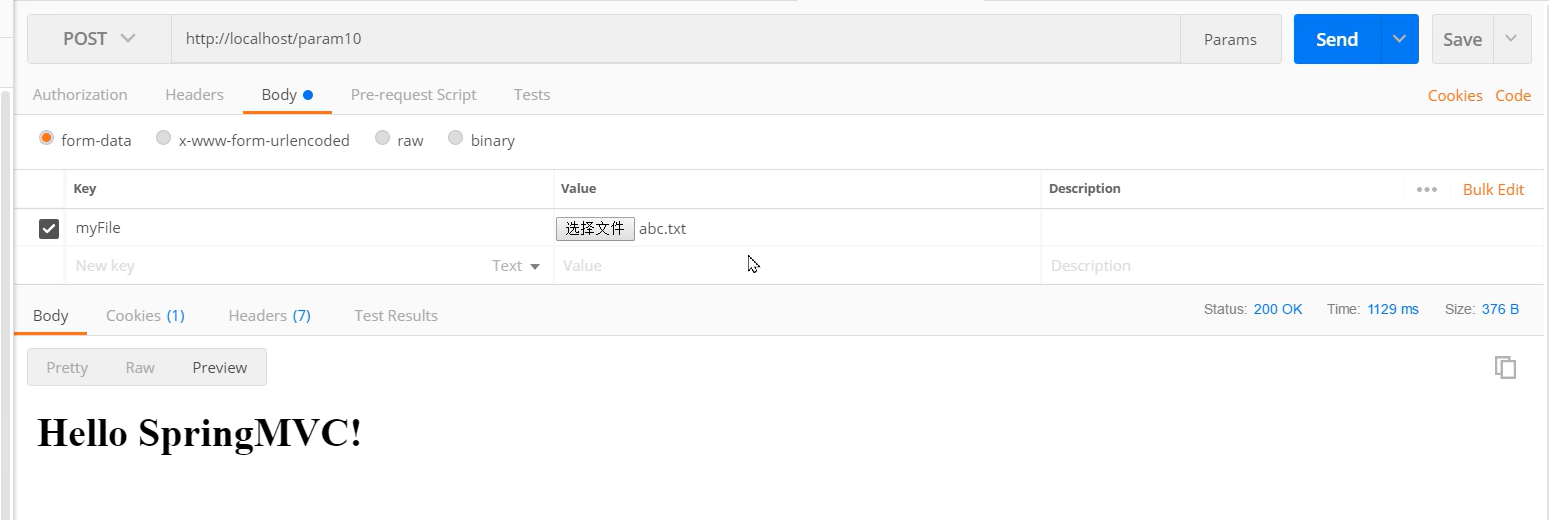 POST http://localhost/param10 Params Send Save
Authorization Headers Body Pre-request Script Tests Cookies Code
form-data x-www-form-urlencoded raw binary
Key Value Description ••• Bulk Edit
myFile 选择文件 abc.txt
New key Text Value Description
Body Cookies (1) Headers (7) Test Results Status: 200 OK Time: 1129 ms Size: 376 B
Pretty Raw Preview
Hello SpringMVC!